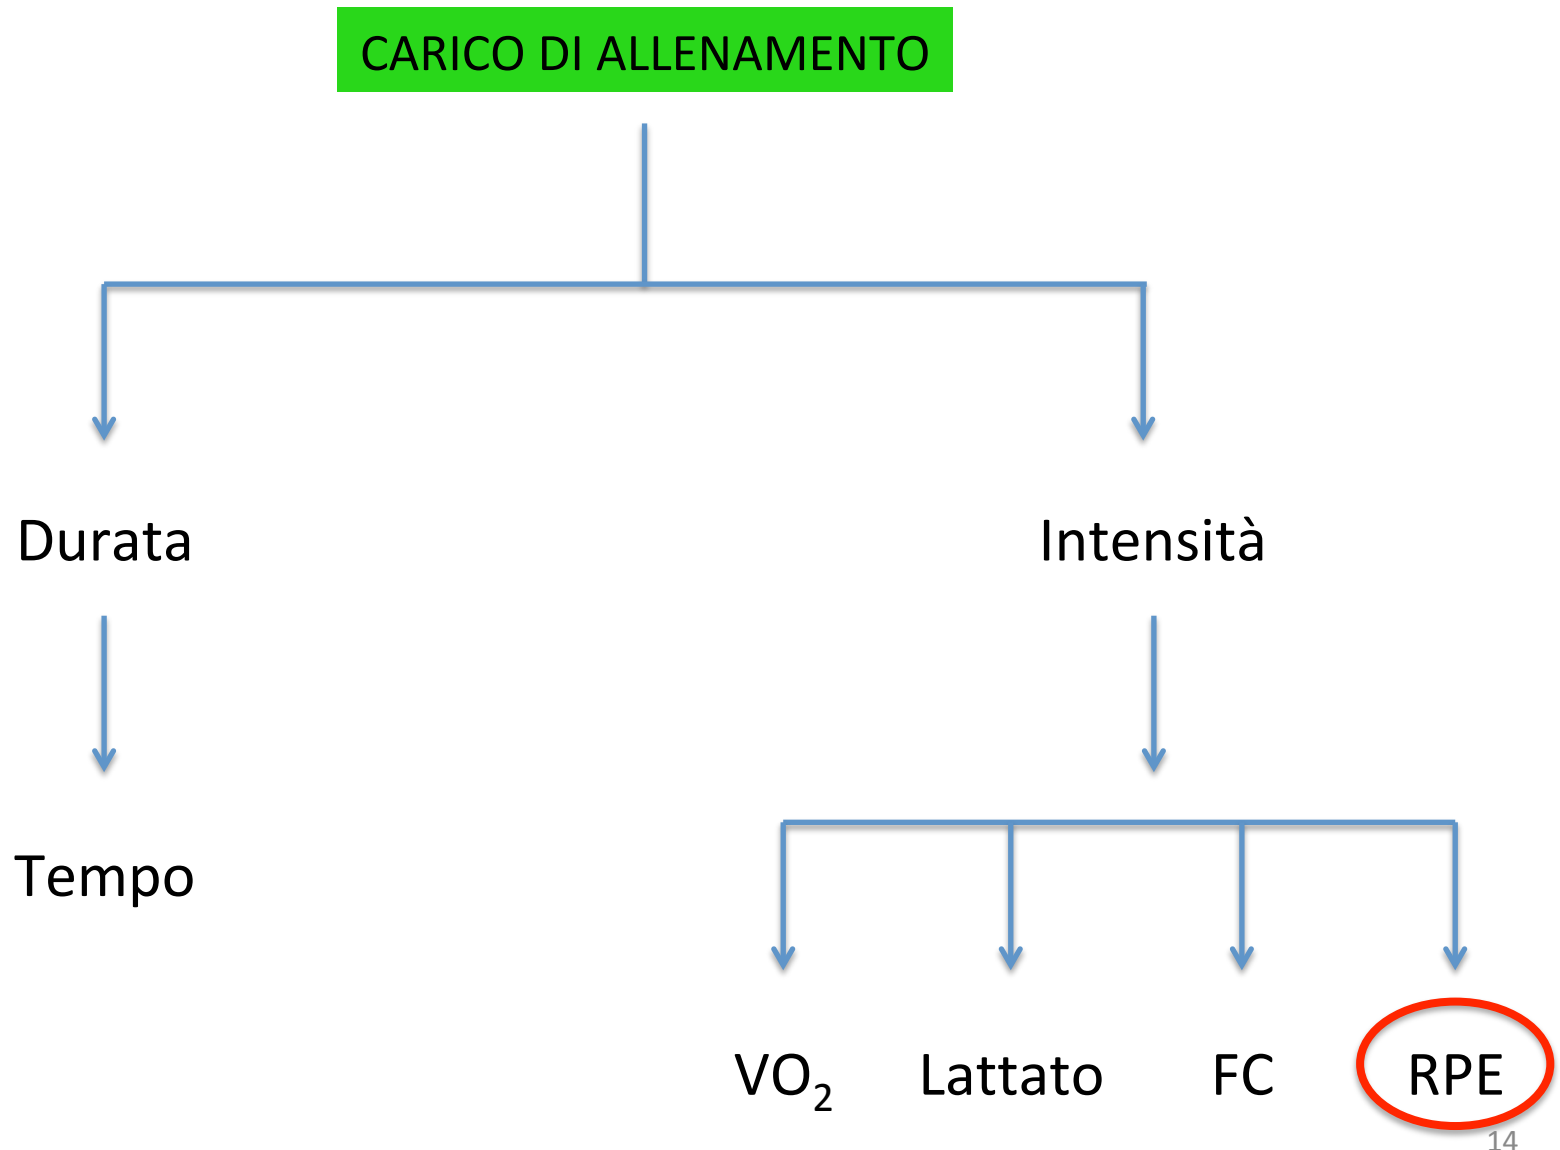 CARICO DI ALLENAMENTO
Durata
Intensità
Tempo
VO₂
Lattato
FC
RPE
14